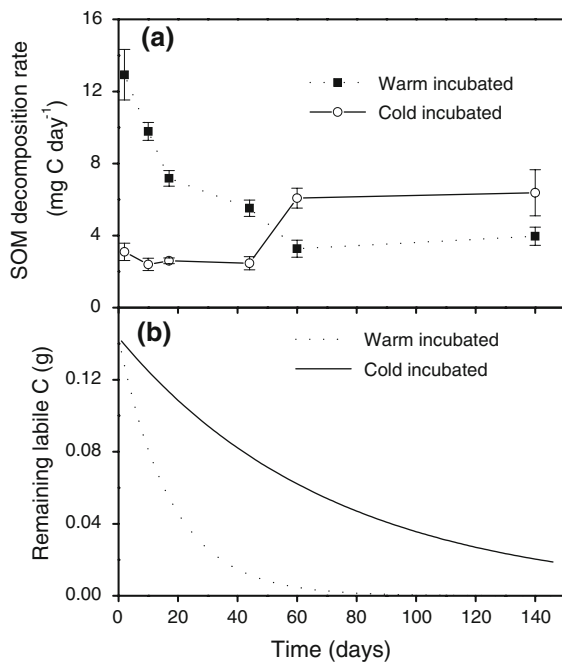 (a)
16
12
8
4
0
SOM decomposition rate
(mg C day⁻¹)
Warm incubated
Cold incubated
(b)
0.12
0.08
0.04
0.00
Remaining labile C (g)
Warm incubated
Cold incubated
0 20 40 60 80 100 120 140
Time (days)